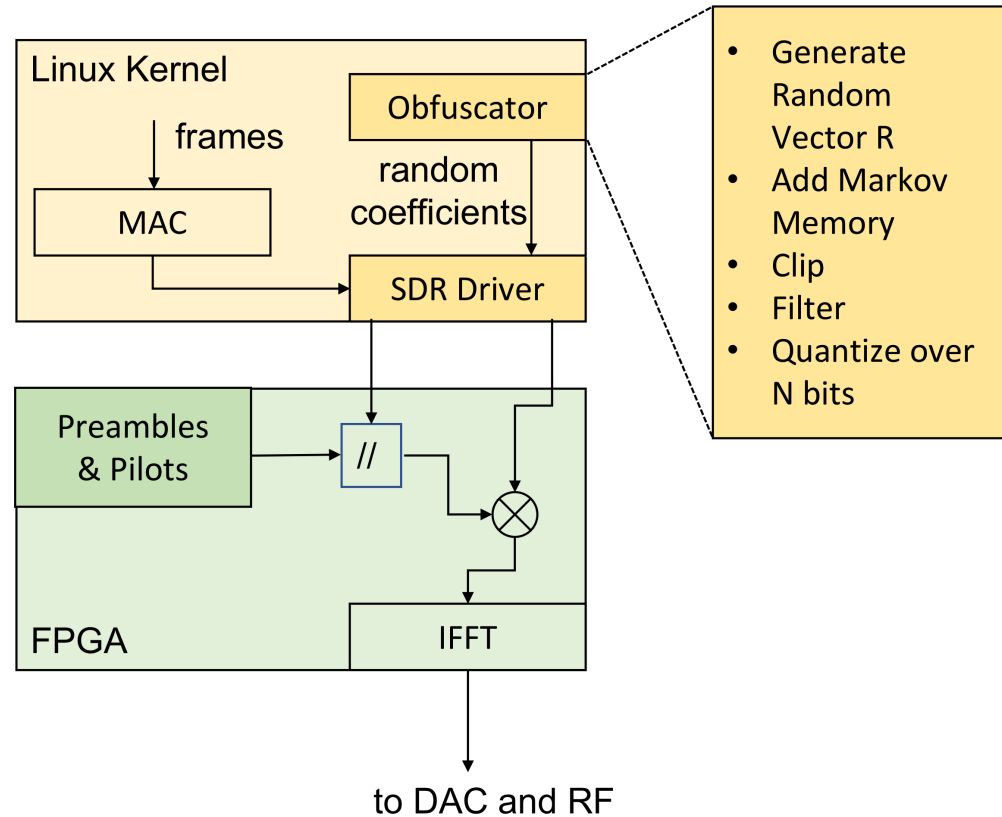 Linux Kernel
Obfuscator
frames
random
coefficients
MAC
SDR Driver
• Generate
Random
Vector R
• Add Markov
Memory
• Clip
• Filter
• Quantize over
N bits
Preambles
& Pilots
//
FPGA
IFFT
to DAC and RF